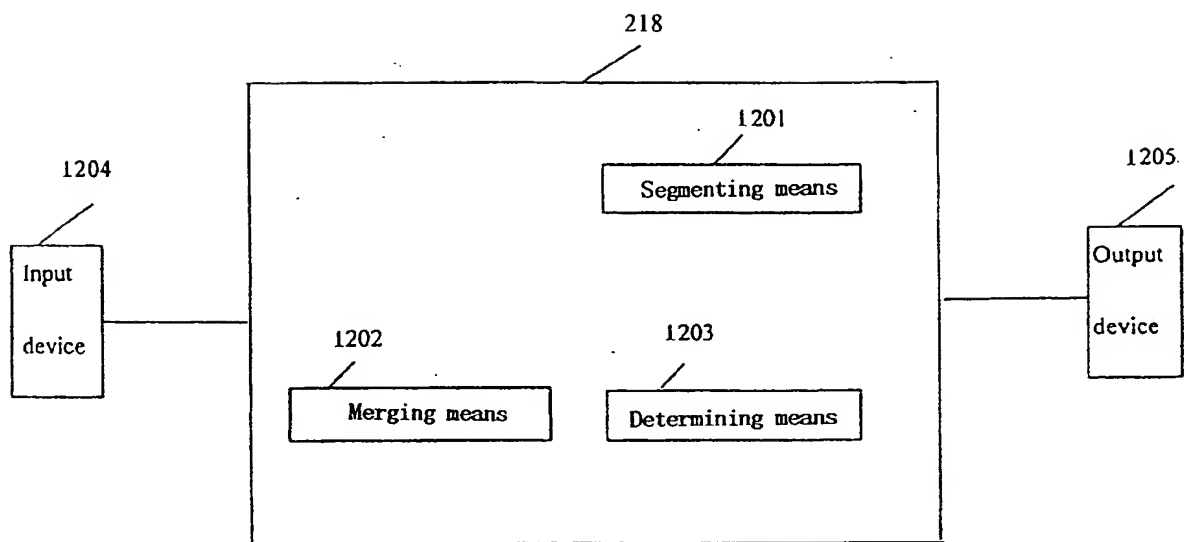 218
1201
Segmenting means
1204
1205
Input
device
Output
device
1202
1203
Merging means
Determining means